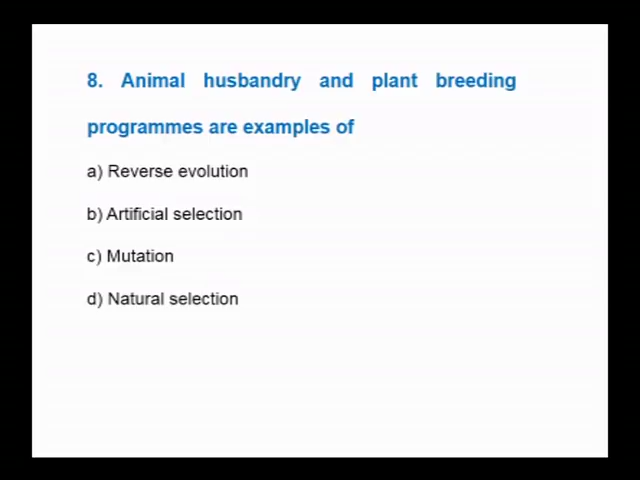 8. Animal husbandry and plant breeding
programmes are examples of
a) Reverse evolution
b) Artificial selection
c) Mutation
d) Natural selection